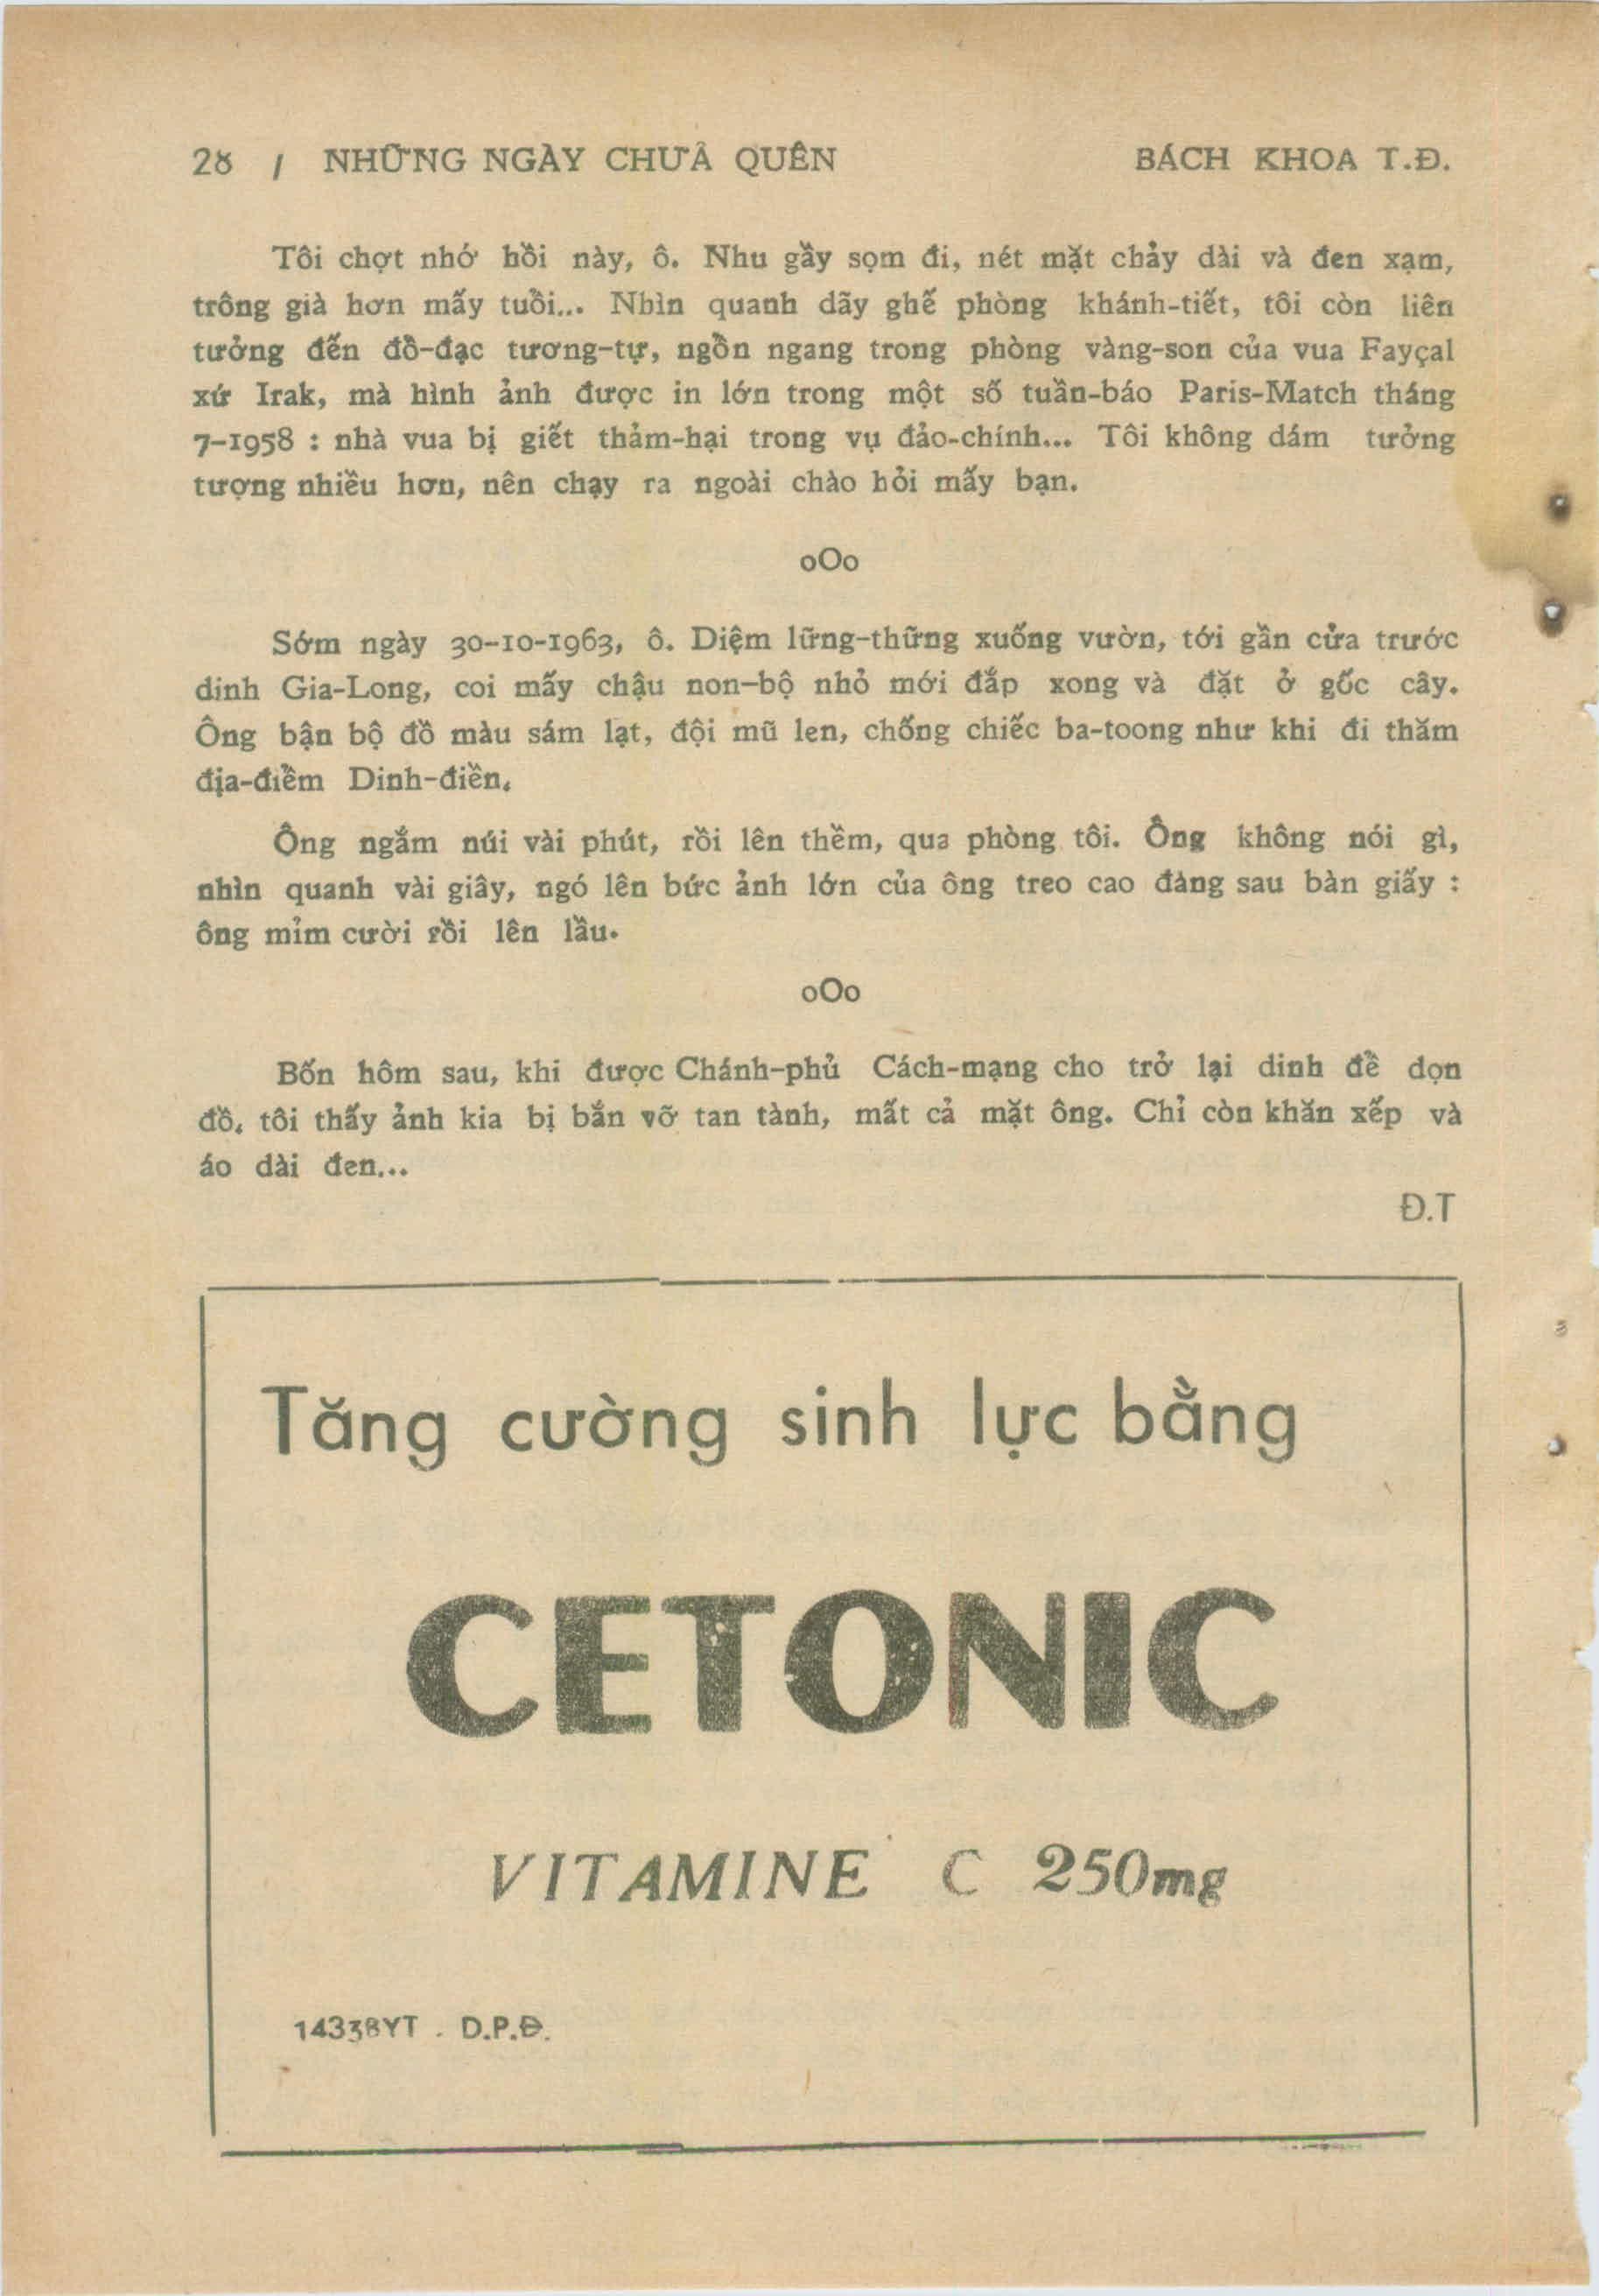 28 / NHỮNG NGÀY CHƯA QUÊN BÁCH KHOA T.Đ.
Tôi chợt nhớ hồi này, ô. Nhu gầy sọm đi, nét mặt chảy dài và đen xạm,
trông già hơn mấy tuổi... Nhìn quanh dãy ghế phòng khánh-tiết, tôi còn liên
tưởng đến đồ-đạc tương-tự, ngổn ngang trong phòng vàng-son của vua Fayçal
xứ Irak, mà hình ảnh được in lớn trong một số tuần-báo Paris-Match tháng
7-1958 : nhà vua bị giết thảm-hại trong vụ đảo-chính... Tôi không dám tưởng
tượng nhiều hơn, nên chạy ra ngoài chào hỏi mấy bạn.
oOo
Sớm ngày 30-10-1963, ô. Diệm lững-thững xuống vườn, tới gần cửa trước
dinh Gia-Long, coi mấy chậu non-bộ nhỏ mới đắp xong và đặt ở gốc cây.
Ông bận bộ đồ màu sám lạt, đội mũ len, chống chiếc ba-toong như khi đi thăm
địa-điểm Dinh-điền.
Ông ngắm núi vài phút, rồi lên thềm, qua phòng tôi. Ông không nói gì,
nhìn quanh vài giây, ngó lên bức ảnh lớn của ông treo cao đàng sau bàn giấy :
ông mỉm cười rồi lên lầu.
oOo
Bốn hôm sau, khi được Chánh-phủ Cách-mạng cho trở lại dinh để dọn
đồ, tôi thấy ảnh kia bị bắn vỡ tan tành, mất cả mặt ông. Chỉ còn khăn xếp và
áo dài đen...
Đ.T
Tăng cường sinh lực bằng
CETONIC
VITAMINE C 250mg
14338YT . D.P.Đ.